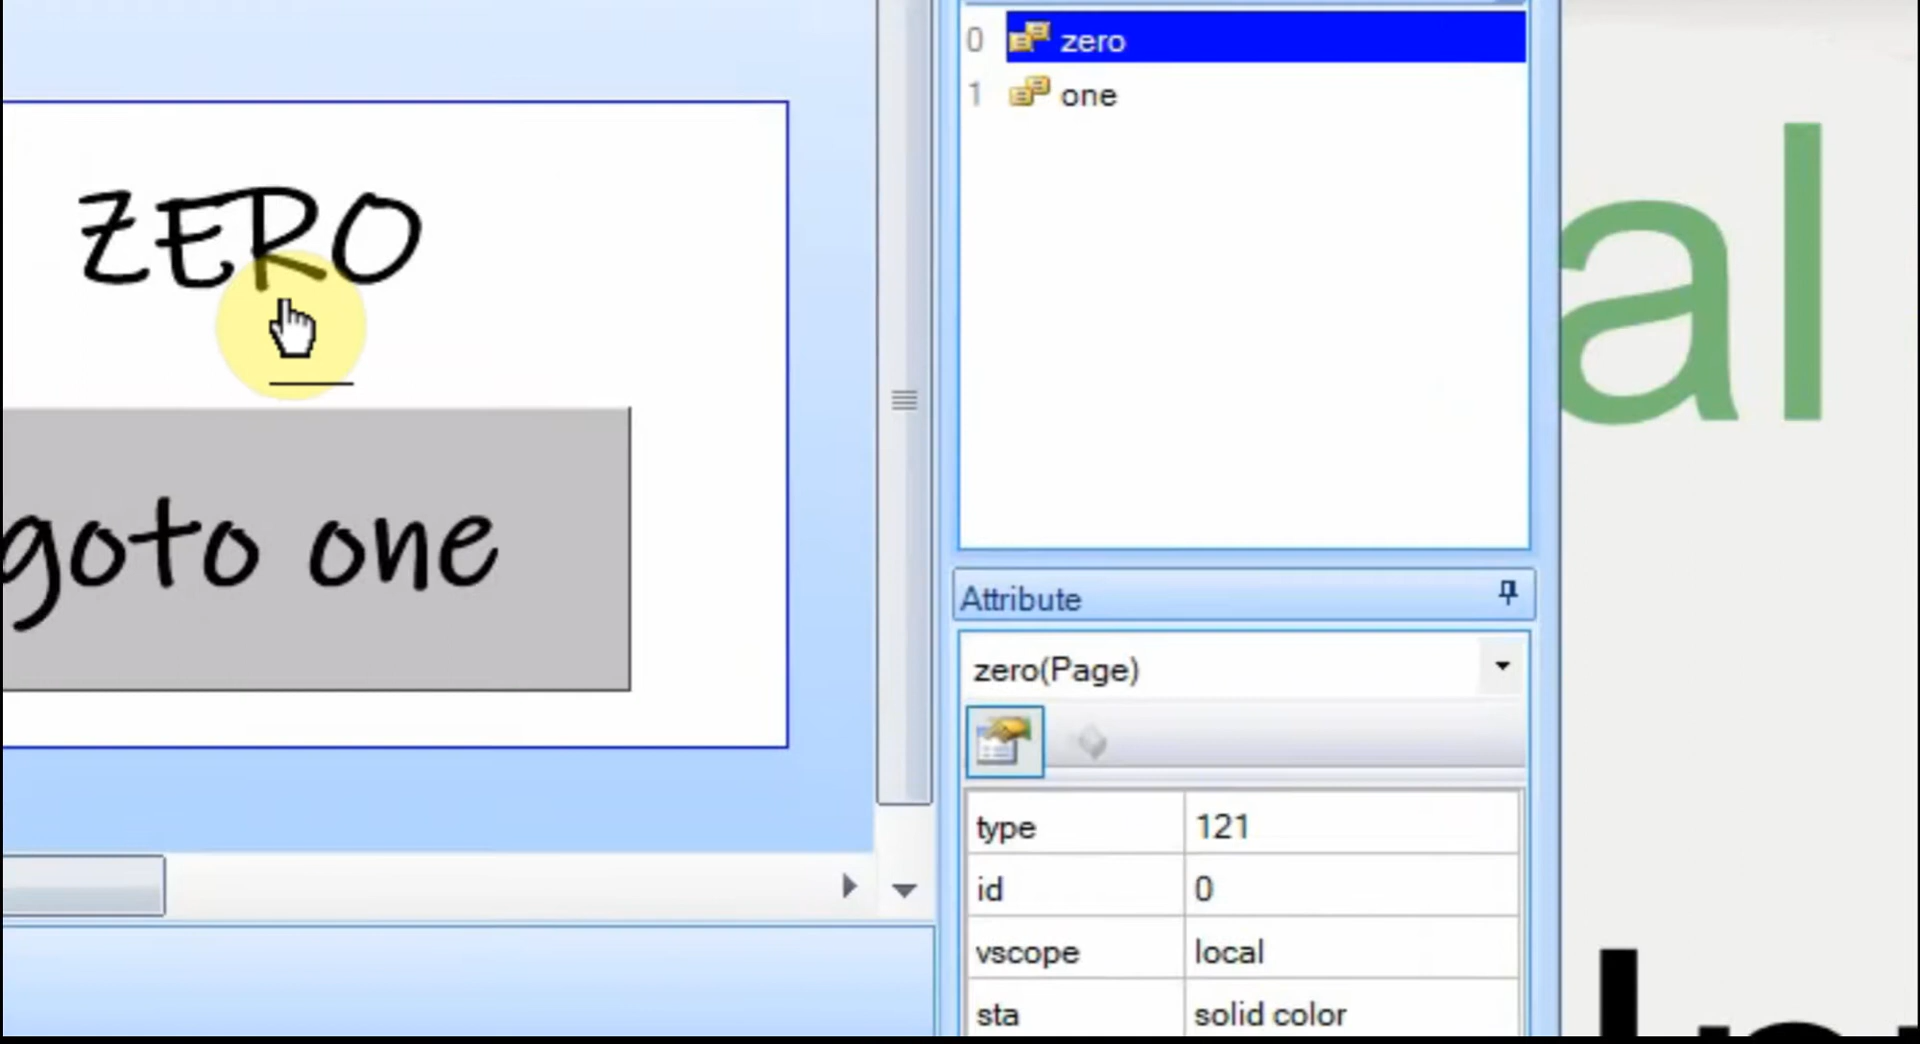 0 zero
1 one
ZERO
goto one
al
Attribute
zero(Page)
type 121
id 0
vscope local
sta solid color